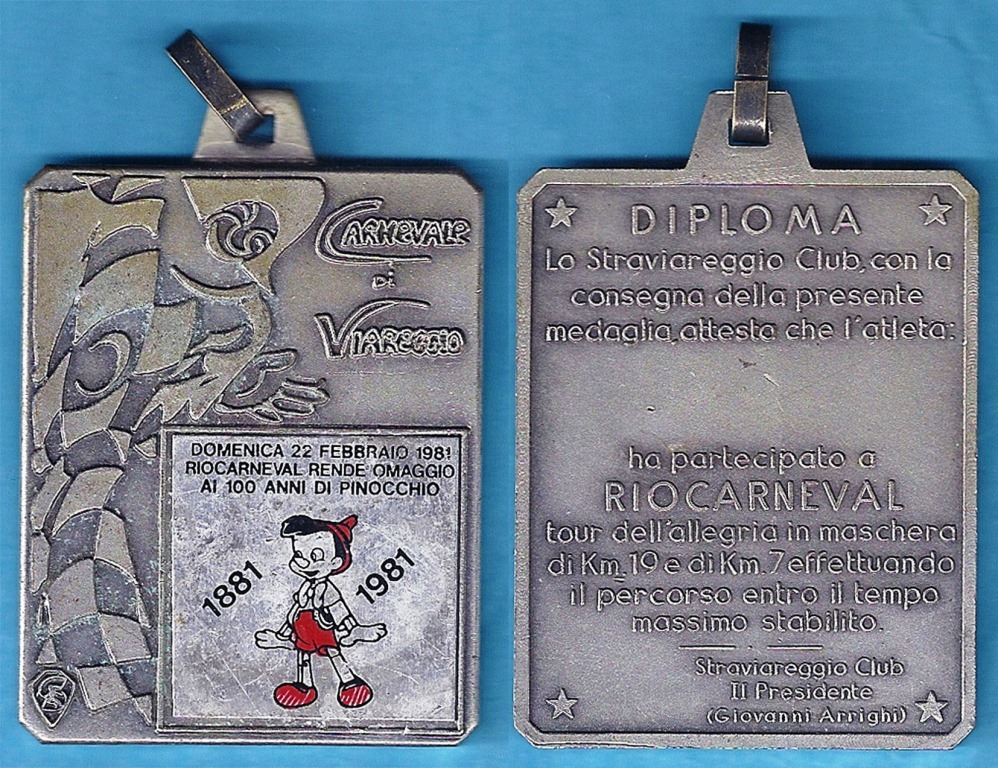 CARNEVALE
DI
VIAREGGIO
DOMENICA 22 FEBBRAIO 1981
RIOCARNEVAL RENDE OMAGGIO
AI 100 ANNI DI PINOCCHIO
1881
1981
DIPLOMA
Lo Straviareggio Club, con la
consegna della presente
medaglia, attesta che l'atleta:
ha partecipato a
RIOCARNEVAL
tour dell'allegria in maschera
di Km. 19 e di Km. 7 effettuando
il percorso entro il tempo
massimo stabilito.
Straviareggio Club
Il Presidente
(Giovanni Arrighi)